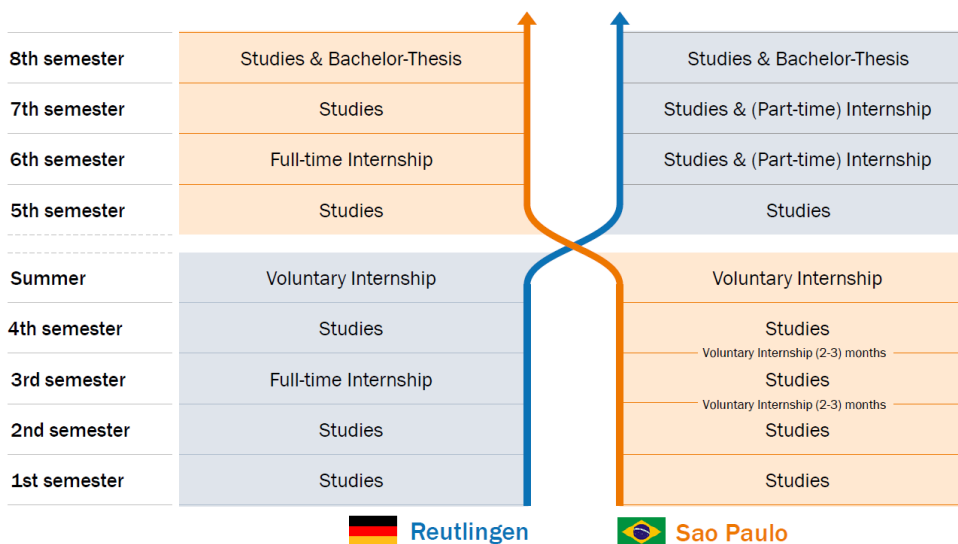 8th semester Studies & Bachelor-Thesis Studies & Bachelor-Thesis
7th semester Studies Studies & (Part-time) Internship
6th semester Full-time Internship Studies & (Part-time) Internship
5th semester Studies Studies
Summer Voluntary Internship Voluntary Internship
4th semester Studies Studies
Voluntary Internship (2-3) months
3rd semester Full-time Internship Studies
Voluntary Internship (2-3) months
2nd semester Studies Studies
1st semester Studies Studies
Reutlingen Sao Paulo